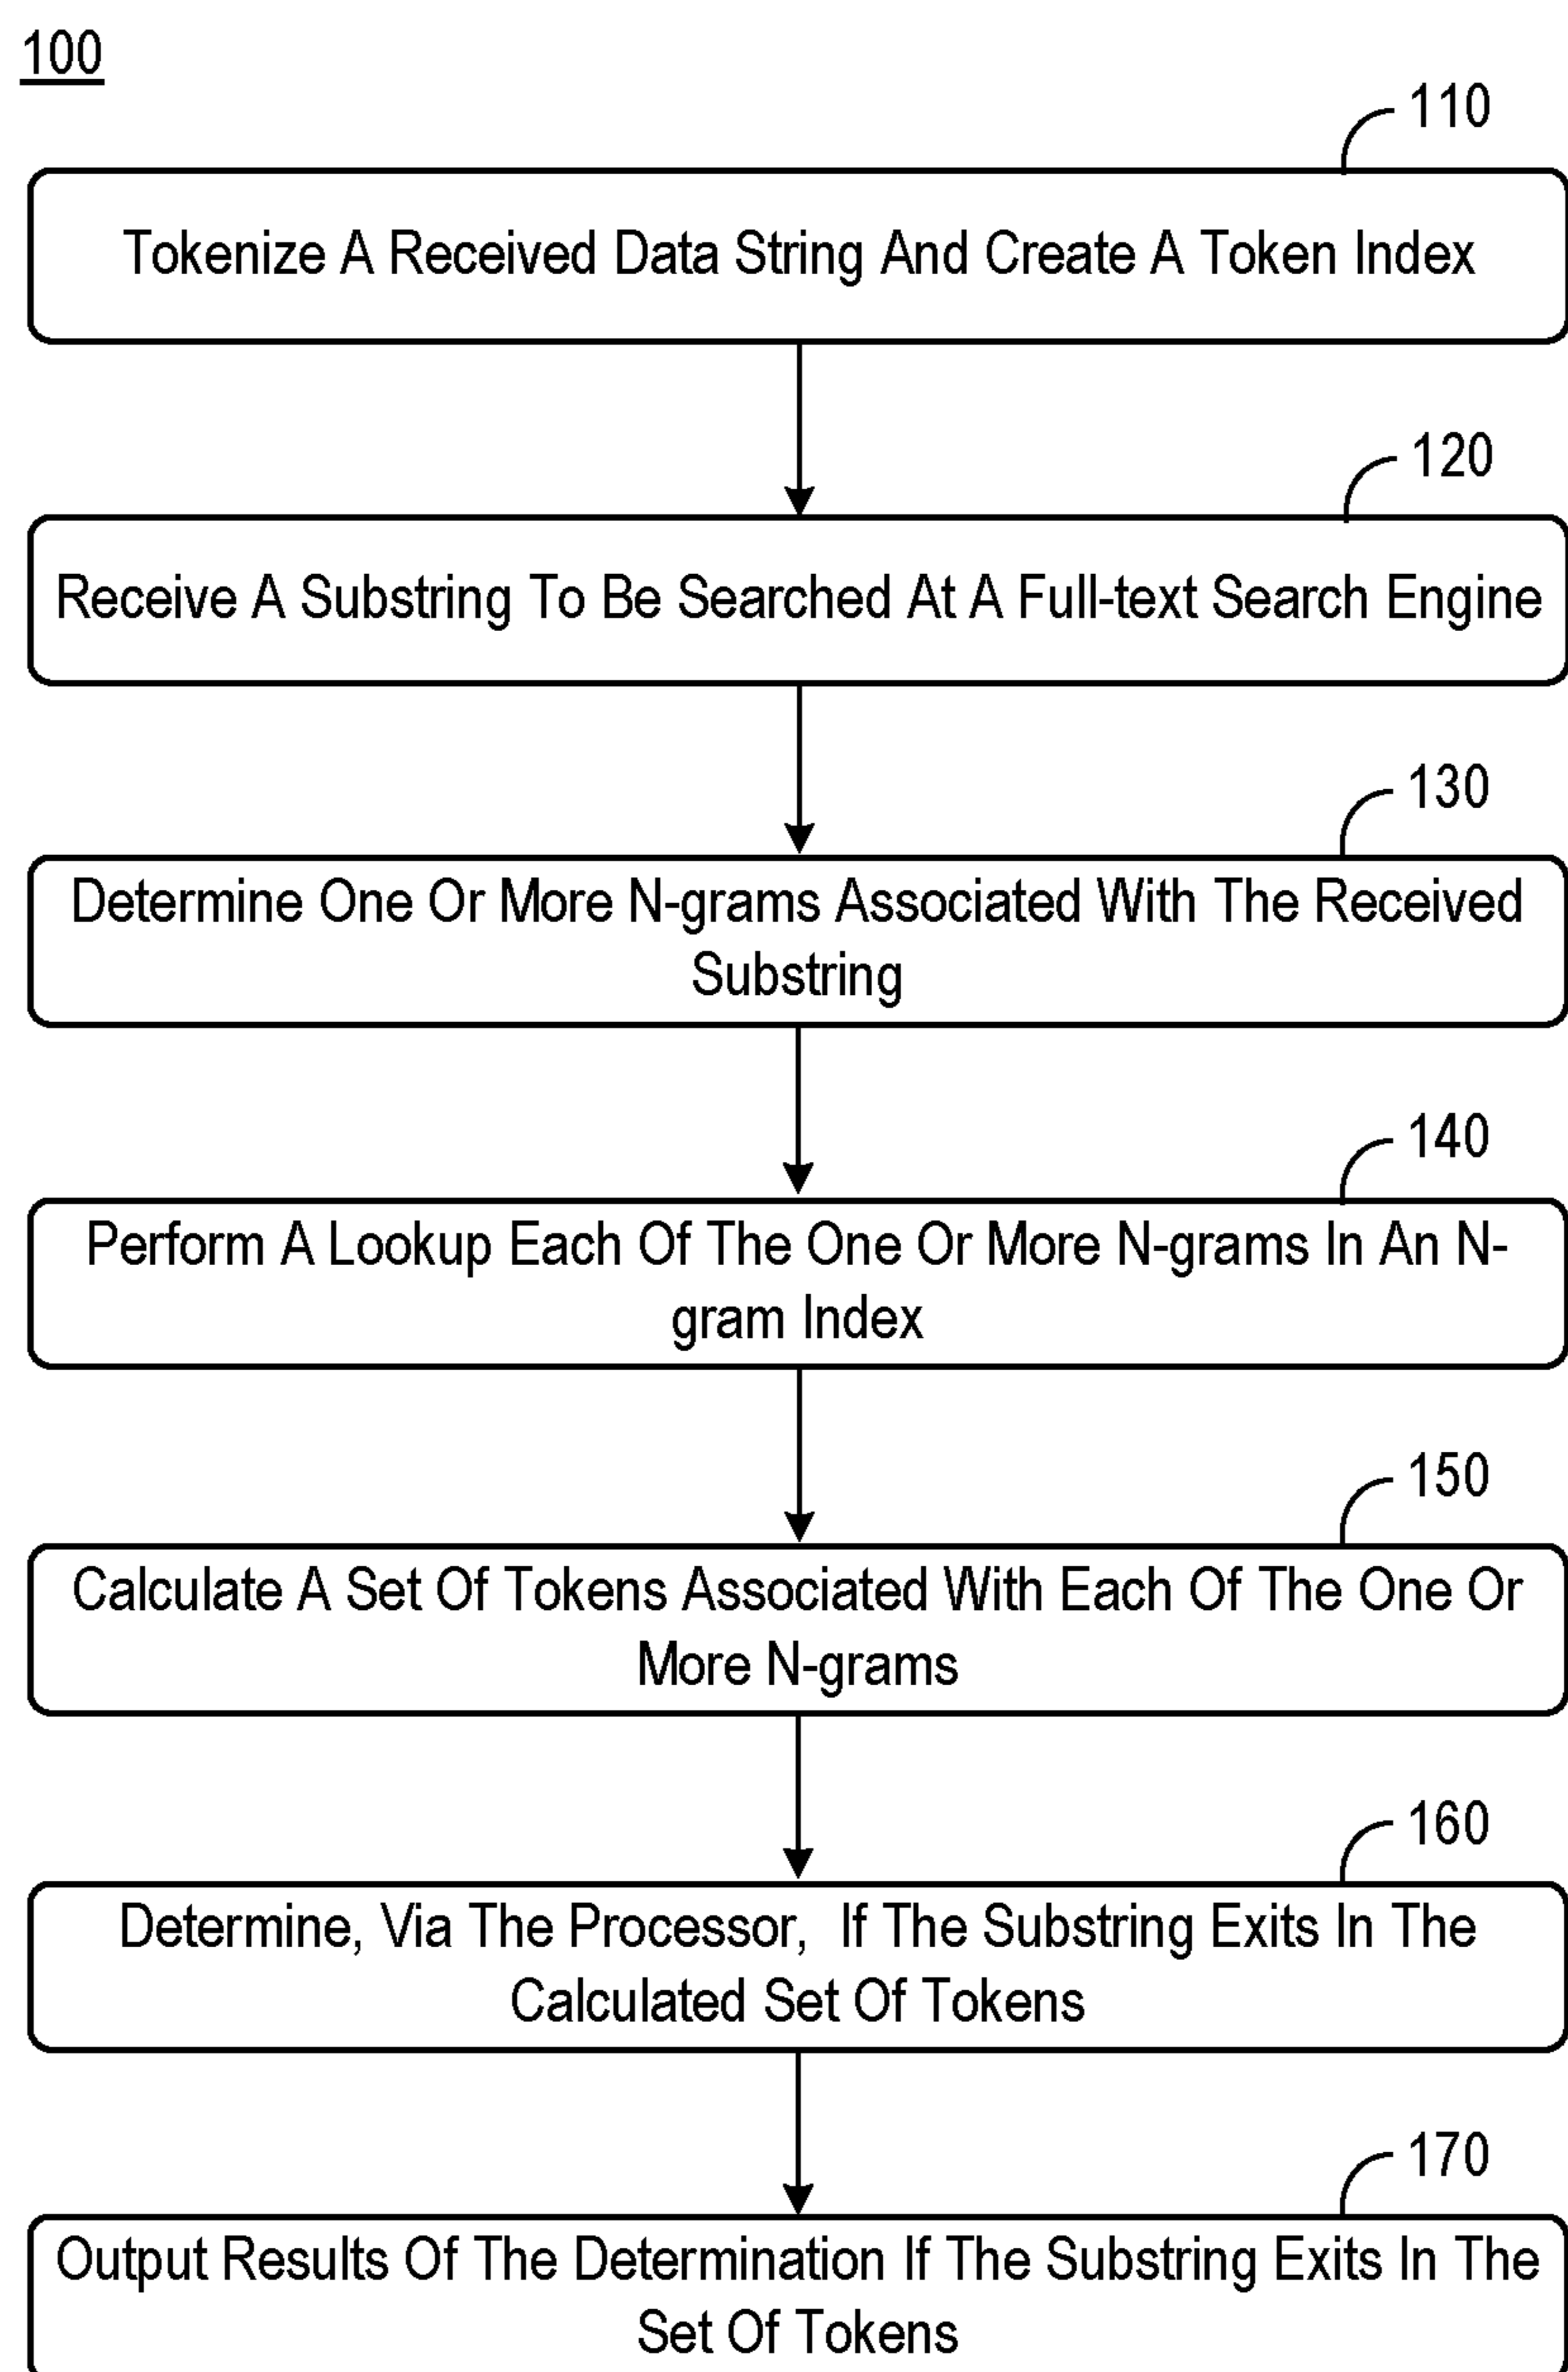 100
110
Tokenize A Received Data String And Create A Token Index
120
Receive A Substring To Be Searched At A Full-text Search Engine
130
Determine One Or More N-grams Associated With The Received
Substring
140
Perform A Lookup Each Of The One Or More N-grams In An N-
gram Index
150
Calculate A Set Of Tokens Associated With Each Of The One Or
More N-grams
160
Determine, Via The Processor, If The Substring Exits In The
Calculated Set Of Tokens
170
Output Results Of The Determination If The Substring Exits In The
Set Of Tokens